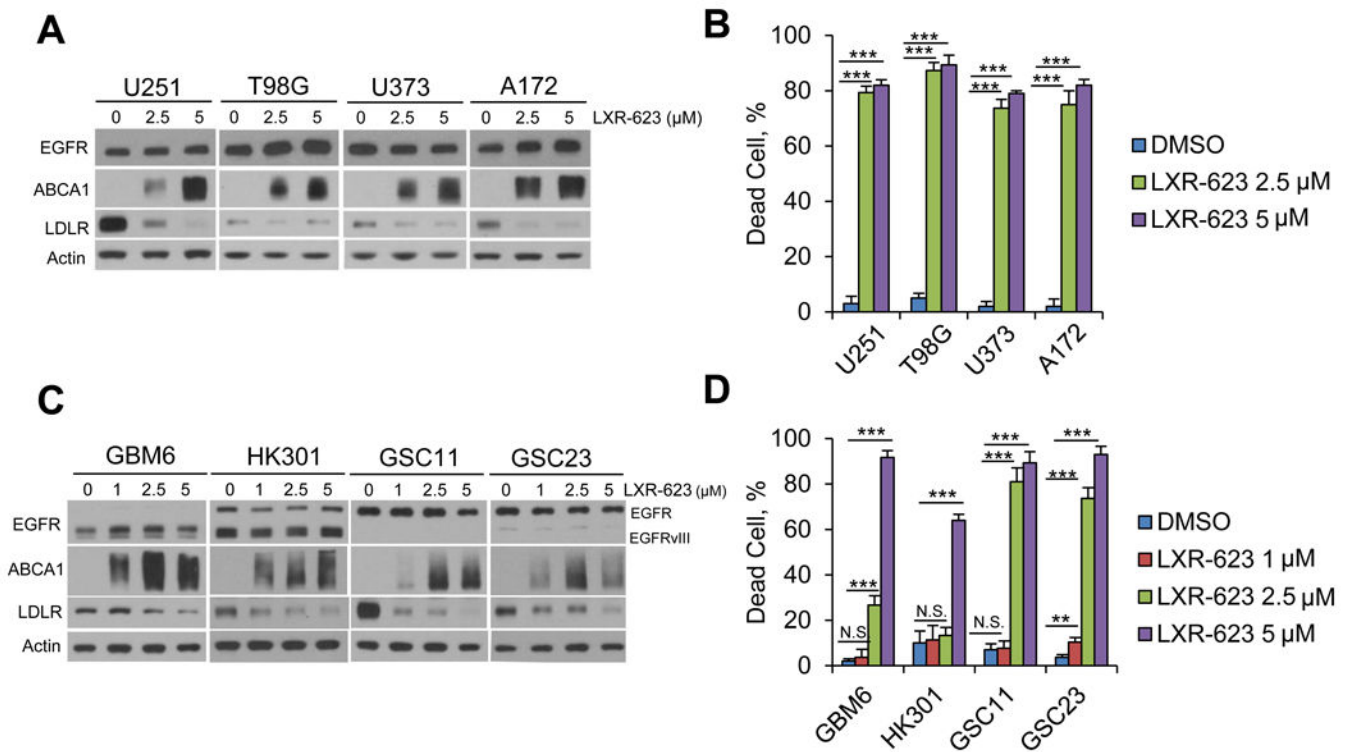 A
U251 T98G U373 A172
0 2.5 5 0 2.5 5 0 2.5 5 0 2.5 5 LXR-623 (µM)
EGFR
ABCA1
LDLR
Actin
B
Dead Cell, %
100
80
60
40
20
0
*** *** *** ***
*** *** *** ***
U251 T98G U373 A172
DMSO
LXR-623 2.5 µM
LXR-623 5 µM
C
GBM6 HK301 GSC11 GSC23
0 1 2.5 5 0 1 2.5 5 0 1 2.5 5 0 1 2.5 5 LXR-623 (µM)
EGFR
EGFR
EGFRvIII
ABCA1
LDLR
Actin
D
Dead Cell, %
100
80
60
40
20
0
*** *** *** ***
*** N.S. *** ***
N.S. N.S. **
GBM6 HK301 GSC11 GSC23
DMSO
LXR-623 1 µM
LXR-623 2.5 µM
LXR-623 5 µM